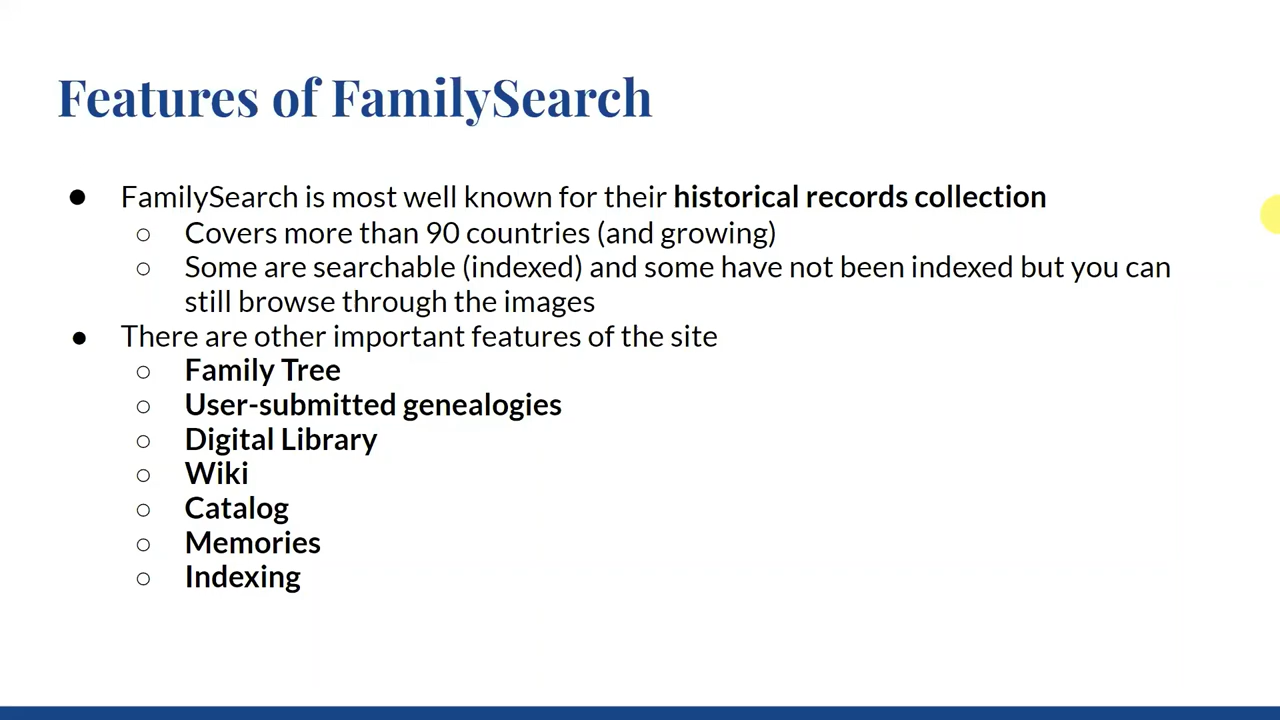 Features of FamilySearch
● FamilySearch is most well known for their historical records collection
○ Covers more than 90 countries (and growing)
○ Some are searchable (indexed) and some have not been indexed but you can
still browse through the images
● There are other important features of the site
○ Family Tree
○ User-submitted genealogies
○ Digital Library
○ Wiki
○ Catalog
○ Memories
○ Indexing